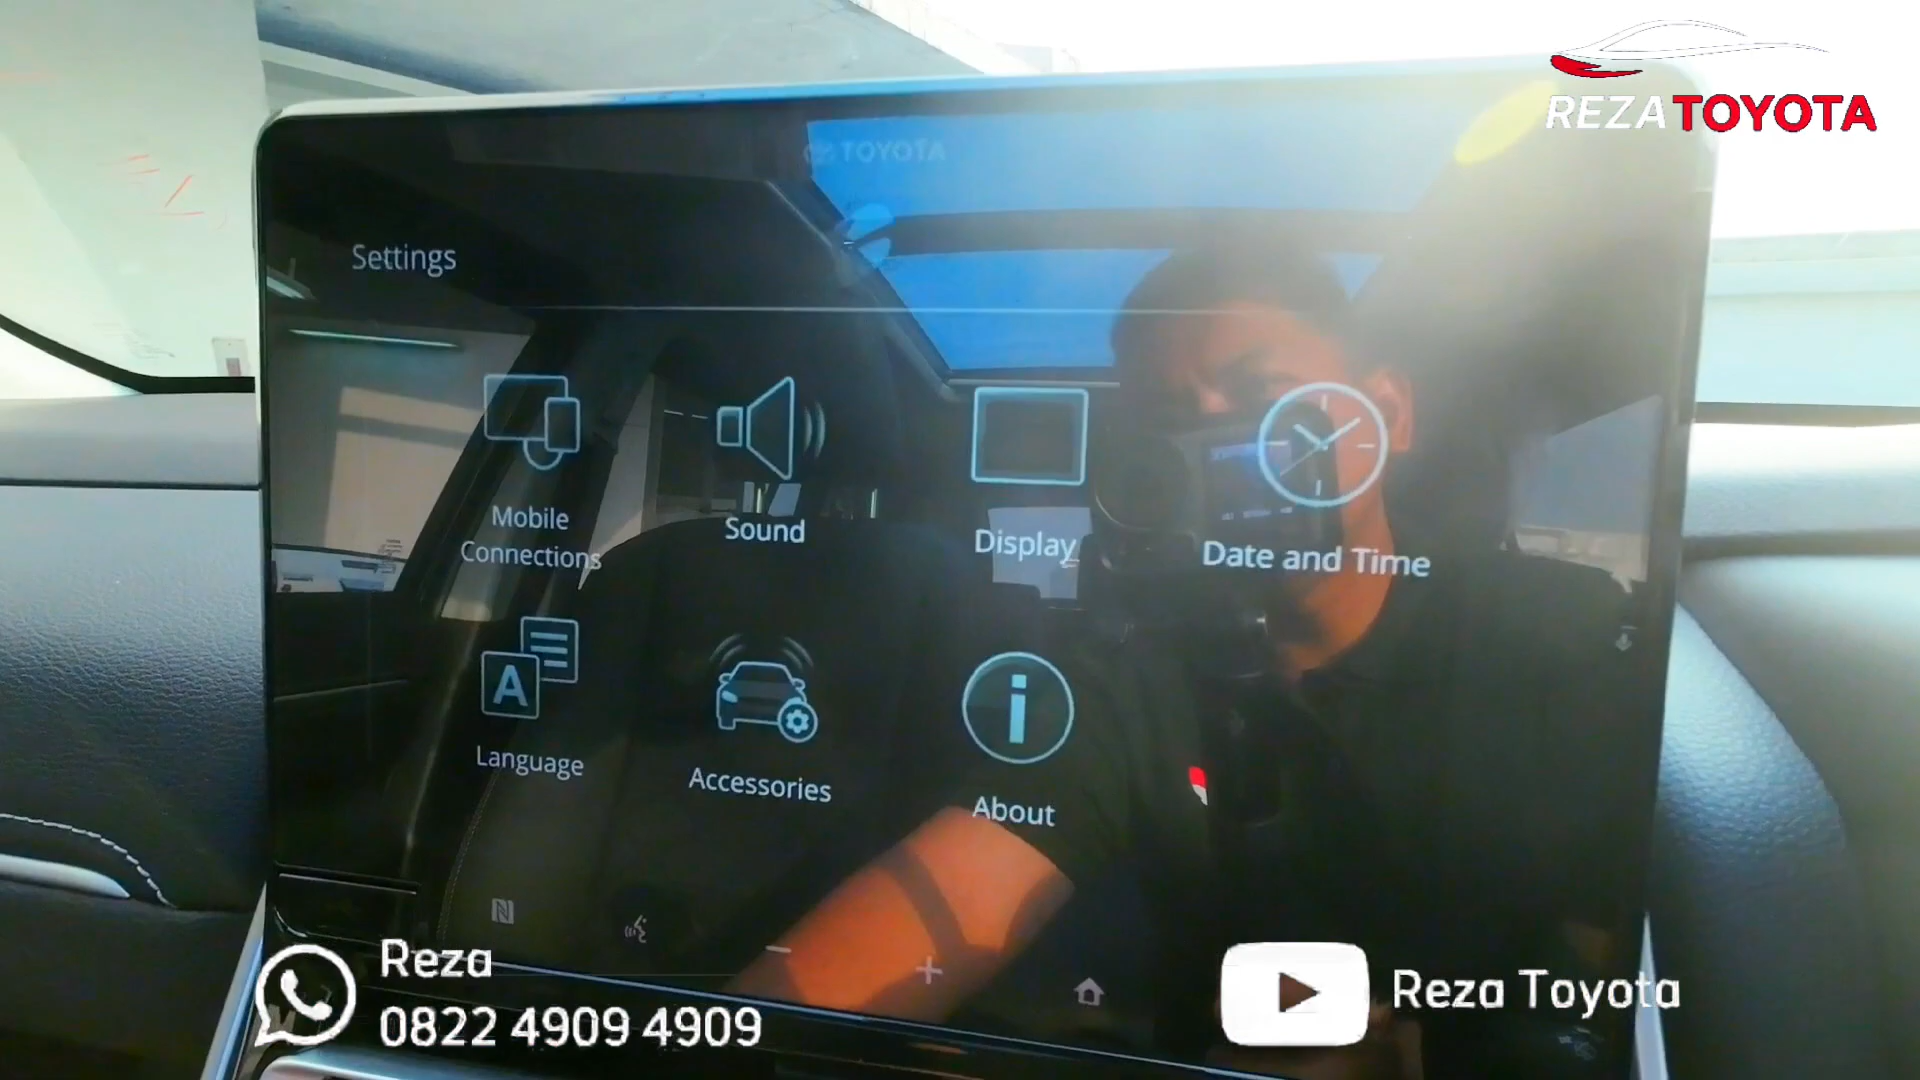 REZA TOYOTA
TOYOTA
Settings
Mobile
Connections
Sound
Display
Date and Time
A
Language
Accessories
i
About
N
Reza
0822 4909 4909
Reza Toyota